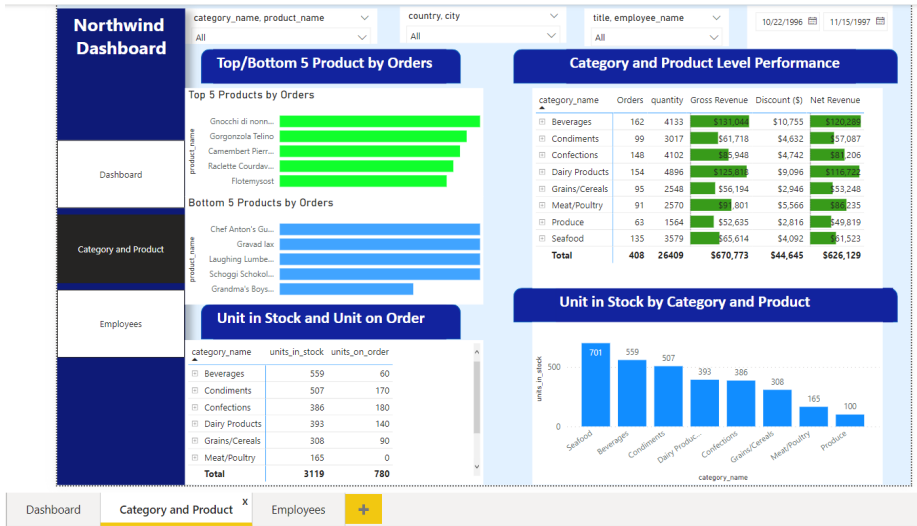 Northwind
Dashboard
category_name, product_name
All
country, city
All
title, employee_name
All
10/22/1996 11/15/1997
Dashboard
Category and Product
Employees
Top/Bottom 5 Product by Orders
Top 5 Products by Orders
product_name
Gnocchi di nonn...
Gorgonzola Telino
Camembert Pierr...
Raclette Courdav...
Flotemysost
Bottom 5 Products by Orders
product_name
Chef Anton's Gu...
Gravad lax
Laughing Lumbe...
Schoggi Schokol...
Grandma's Boys...
Category and Product Level Performance
category_name Orders quantity Gross Revenue Discount ($) Net Revenue
Beverages 162 4133 $131,044 $10,755 $120,289
Condiments 99 3017 $61,718 $4,632 $57,087
Confections 148 4102 $85,948 $4,742 $81,206
Dairy Products 154 4896 $125,818 $9,096 $116,722
Grains/Cereals 95 2548 $56,194 $2,946 $53,248
Meat/Poultry 91 2570 $91,801 $5,566 $86,235
Produce 63 1564 $52,635 $2,816 $49,819
Seafood 135 3579 $65,614 $4,092 $61,523
Total 408 26409 $670,773 $44,645 $626,129
Unit in Stock and Unit on Order
category_name units_in_stock units_on_order
Beverages 559 60
Condiments 507 170
Confections 386 180
Dairy Products 393 140
Grains/Cereals 308 90
Meat/Poultry 165 0
Total 3119 780
Unit in Stock by Category and Product
units_in_stock
500
0
701 559 507 393 386 308 165 100
Seafood Beverages Condiments Dairy Produc... Confections Grains/Cereals Meat/Poultry Produce
category_name
Dashboard Category and Product x Employees +